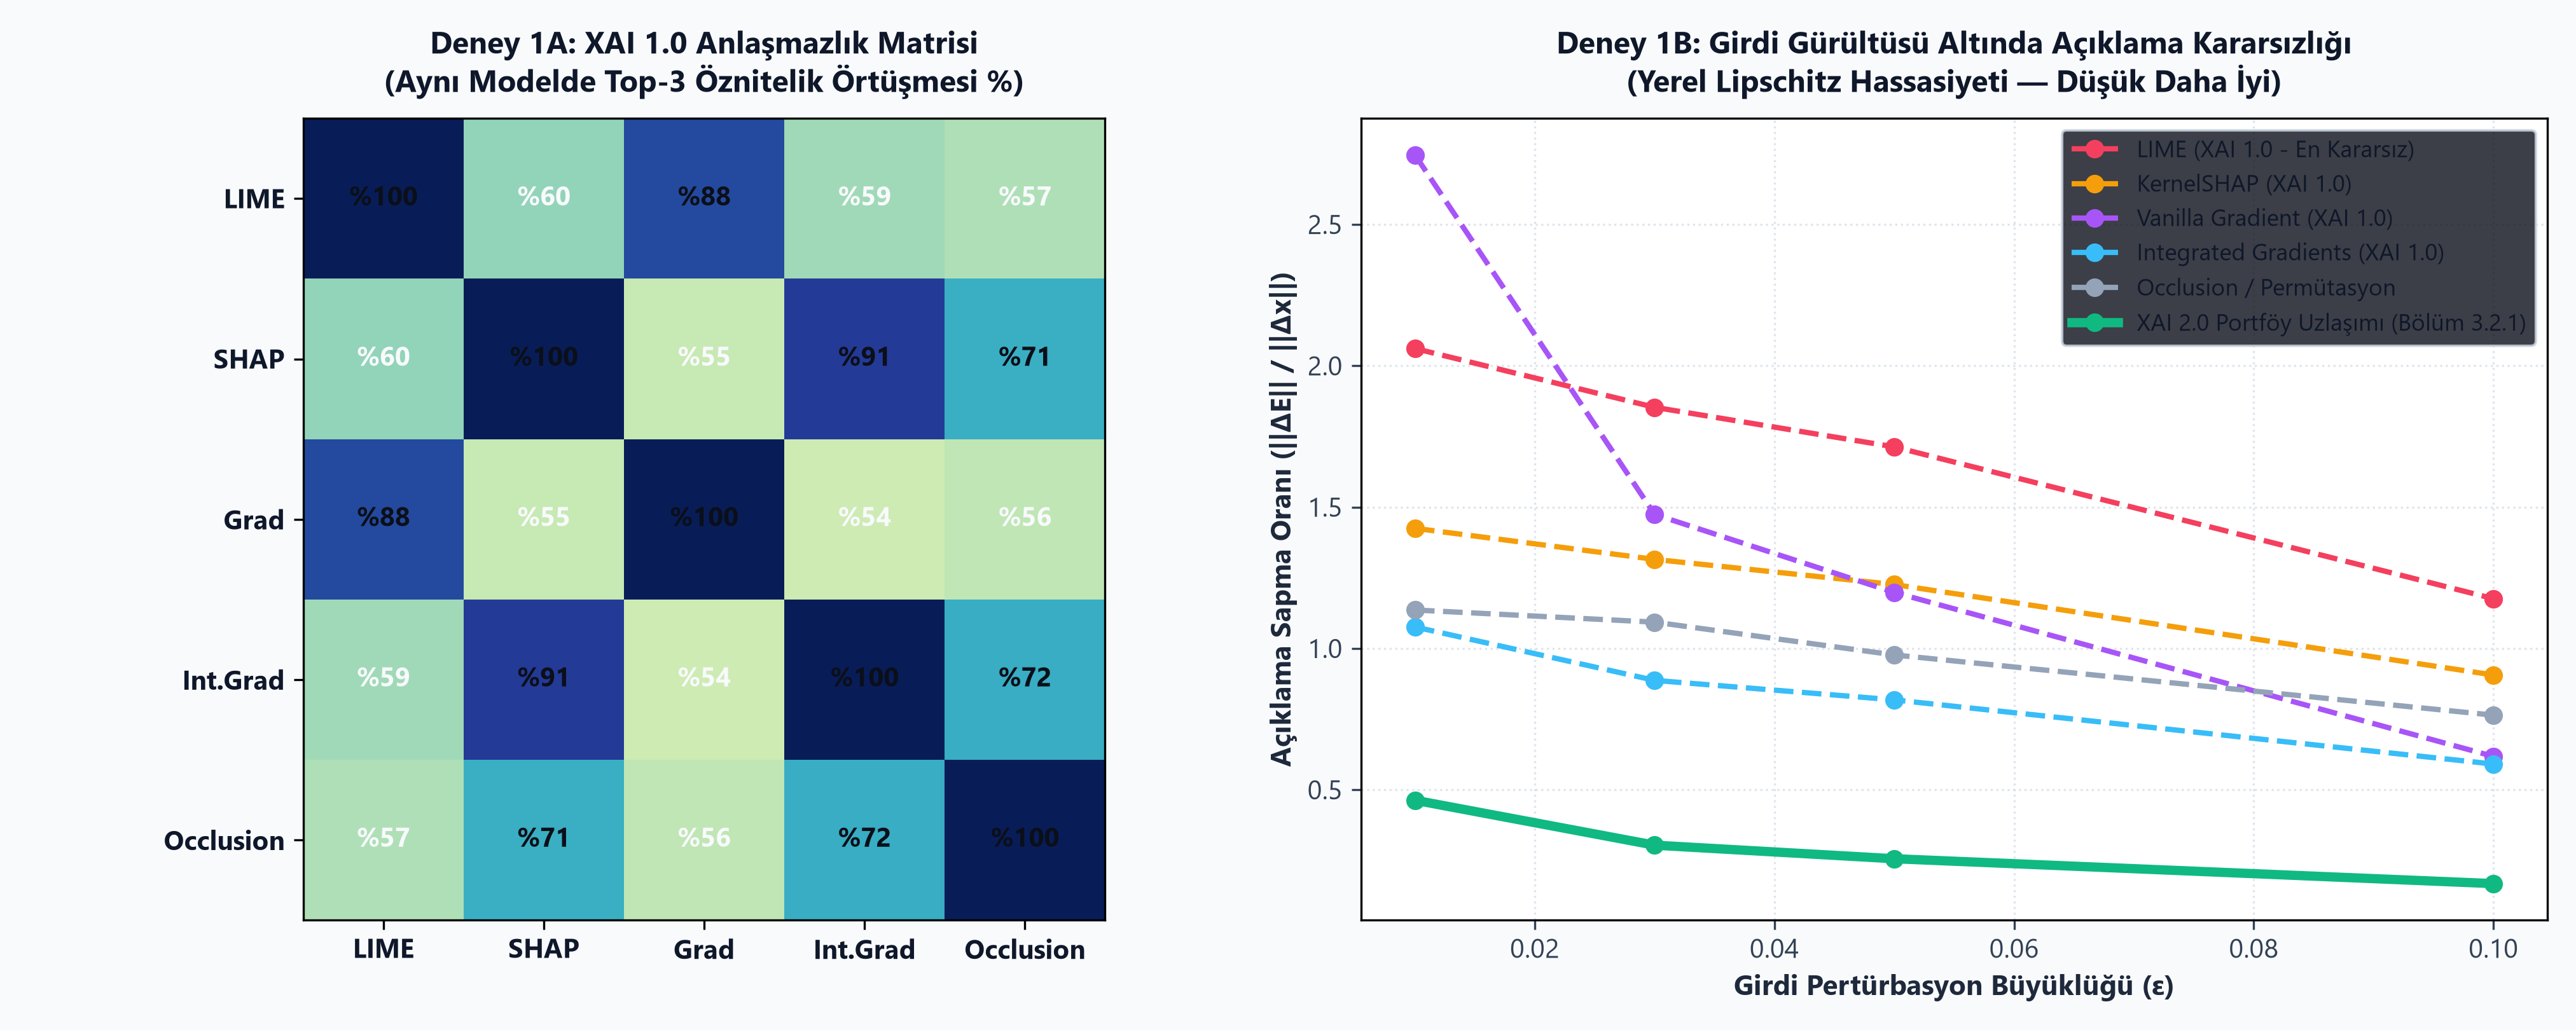 Deney 1A: XAI 1.0 Anlaşmazlık Matrisi
(Aynı Modelde Top-3 Öznitelik Örtüşmesi %)
LIME %100 %60 %88 %59 %57
SHAP %60 %100 %55 %91 %71
Grad %88 %55 %100 %54 %56
Int.Grad %59 %91 %54 %100 %72
Occlusion %57 %71 %56 %72 %100
LIME SHAP Grad Int.Grad Occlusion
Deney 1B: Girdi Gürültüsü Altında Açıklama Kararsızlığı
(Yerel Lipschitz Hassasiyeti — Düşük Daha İyi)
Açıklama Sapma Oranı (||ΔE|| / ||Δx||)
2.5
2.0
1.5
1.0
0.5
LIME (XAI 1.0 - En Kararsız)
KernelSHAP (XAI 1.0)
Vanilla Gradient (XAI 1.0)
Integrated Gradients (XAI 1.0)
Occlusion / Permütasyon
XAI 2.0 Portföy Uzlaşımı (Bölüm 3.2.1)
0.02 0.04 0.06 0.08 0.10
Girdi Pertürbasyon Büyüklüğü (ε)